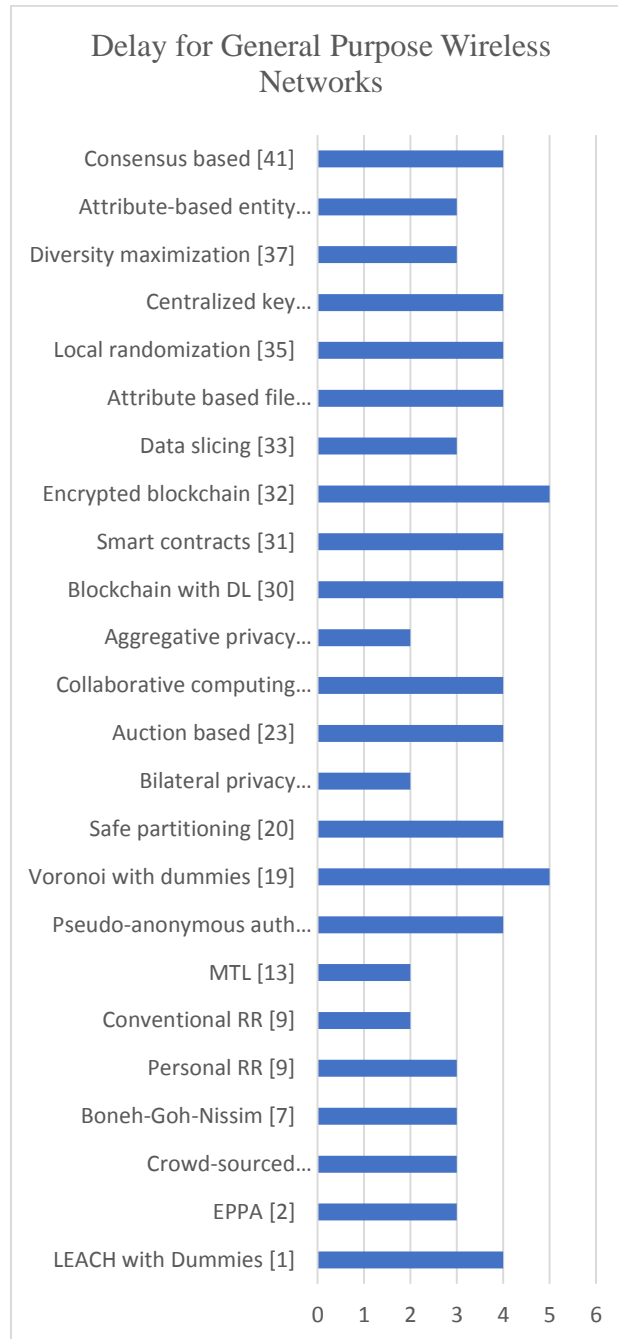 Delay for General Purpose Wireless
Networks
Consensus based [41]
Attribute-based entity...
Diversity maximization [37]
Centralized key...
Local randomization [35]
Attribute based file...
Data slicing [33]
Encrypted blockchain [32]
Smart contracts [31]
Blockchain with DL [30]
Aggregative privacy...
Collaborative computing...
Auction based [23]
Bilateral privacy...
Safe partitioning [20]
Voronoi with dummies [19]
Pseudo-anonymous auth...
MTL [13]
Conventional RR [9]
Personal RR [9]
Boneh-Goh-Nissim [7]
Crowd-sourced...
EPPA [2]
LEACH with Dummies [1]
0 1 2 3 4 5 6